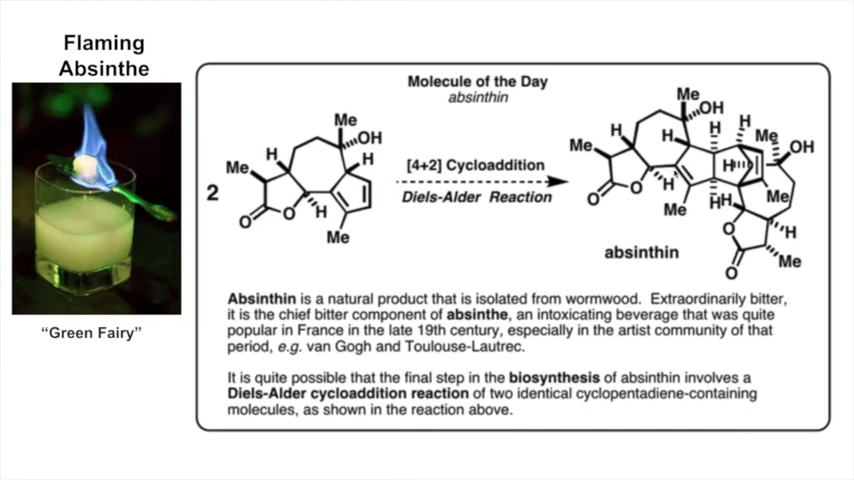 Flaming
Absinthe
"Green Fairy"
Molecule of the Day
absinthin
2
Me
H
Me
OH
H
H
O
O
Me
[4+2] Cycloaddition
Diels-Alder Reaction
Me
OH
H
H
H
H
Me
OH
Me
H
O
O
H
Me
HH
Me
O
O
H
Me
absinthin
Absinthin is a natural product that is isolated from wormwood. Extraordinarily bitter,
it is the chief bitter component of absinthe, an intoxicating beverage that was quite
popular in France in the late 19th century, especially in the artist community of that
period, e.g. van Gogh and Toulouse-Lautrec.
It is quite possible that the final step in the biosynthesis of absinthin involves a
Diels-Alder cycloaddition reaction of two identical cyclopentadiene-containing
molecules, as shown in the reaction above.